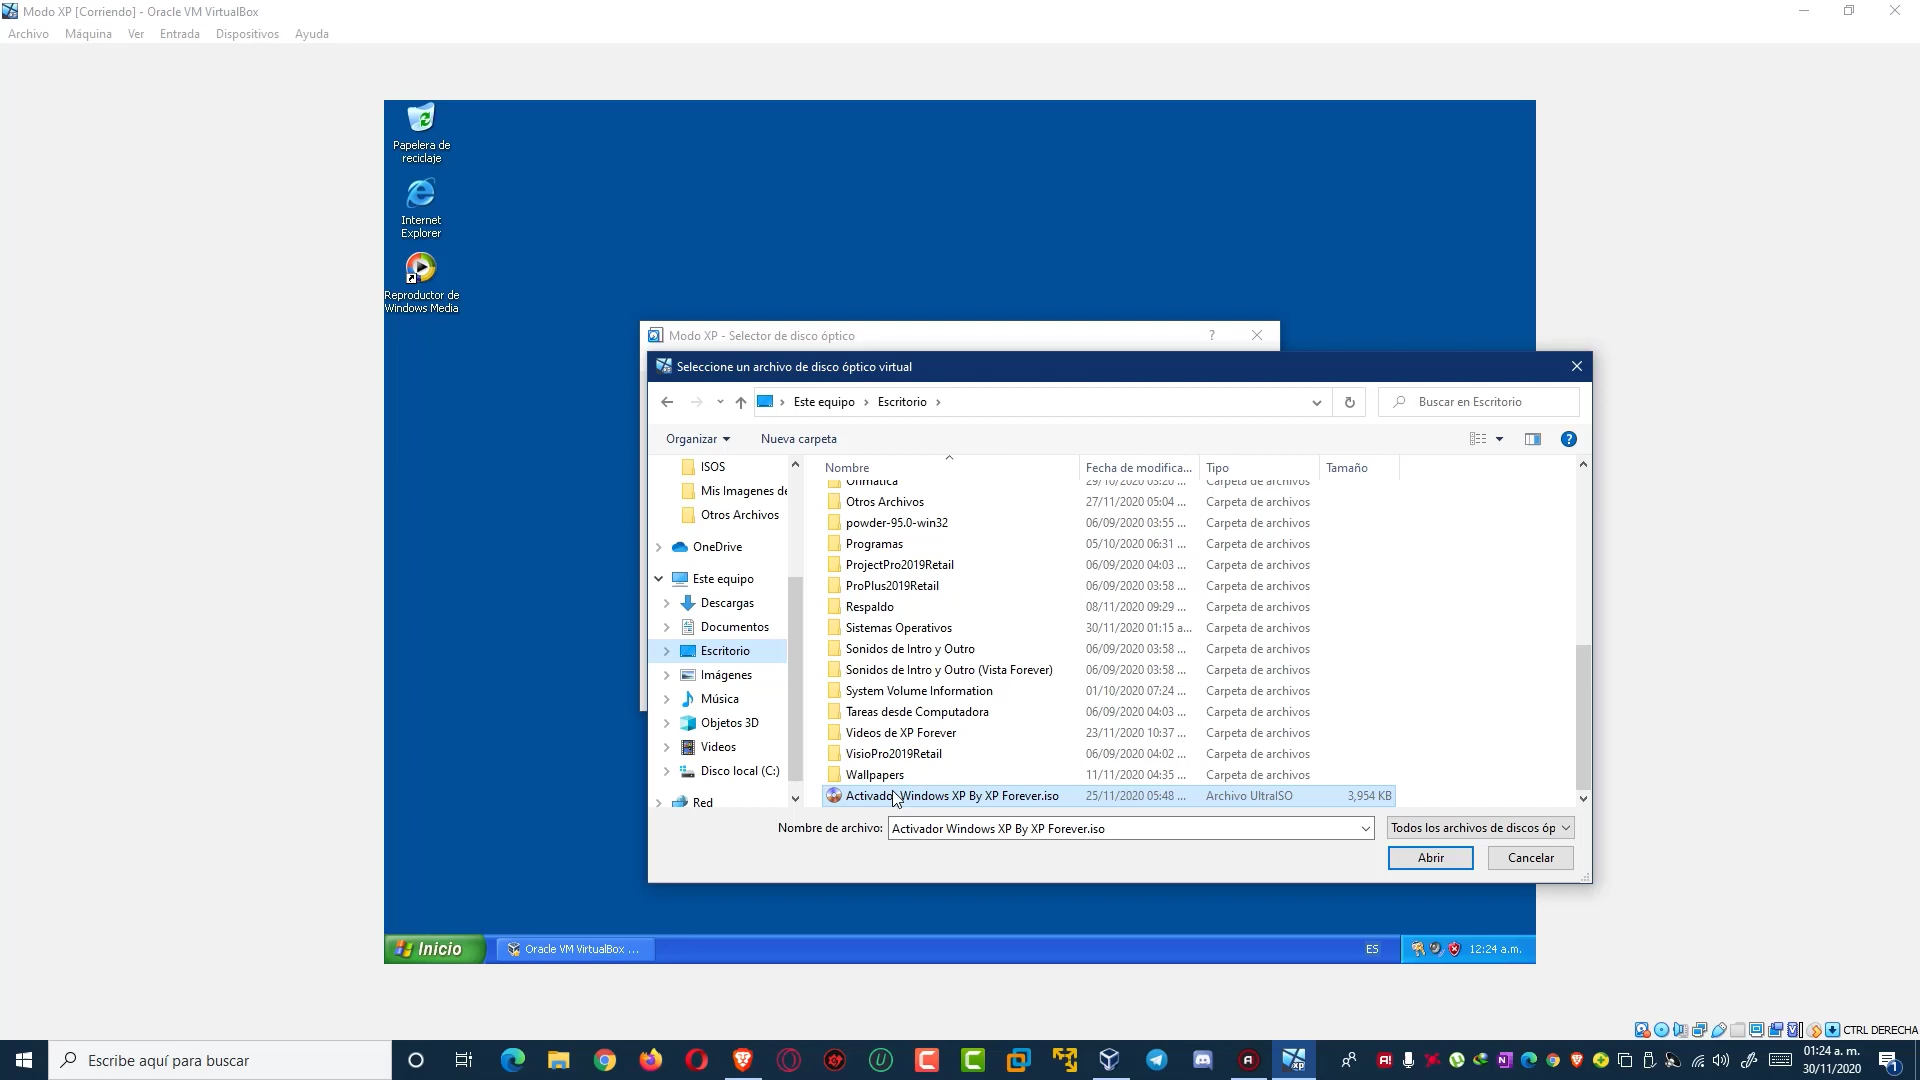 Modo XP [Corriendo] - Oracle VM VirtualBox
Archivo Máquina Ver Entrada Dispositivos Ayuda
Papelera de
reciclaje
Internet
Explorer
Reproductor de
Windows Media
Modo XP - Selector de disco óptico
Seleccione un archivo de disco óptico virtual
Este equipo › Escritorio ›
Buscar en Escritorio
Organizar
Nueva carpeta
ISOS
Mis Imagenes de
Otros Archivos
OneDrive
Este equipo
Descargas
Documentos
Escritorio
Imágenes
Música
Objetos 3D
Videos
Disco local (C:)
Red
Nombre Fecha de modifica... Tipo Tamaño
Ofimatica 29/10/2020 03:20 ... Carpeta de archivos
Otros Archivos 27/11/2020 05:04 ... Carpeta de archivos
powder-95.0-win32 06/09/2020 03:55 ... Carpeta de archivos
Programas 05/10/2020 06:31 ... Carpeta de archivos
ProjectPro2019Retail 06/09/2020 04:03 ... Carpeta de archivos
ProPlus2019Retail 06/09/2020 03:58 ... Carpeta de archivos
Respaldo 08/11/2020 09:29 ... Carpeta de archivos
Sistemas Operativos 30/11/2020 01:15 a... Carpeta de archivos
Sonidos de Intro y Outro 06/09/2020 03:58 ... Carpeta de archivos
Sonidos de Intro y Outro (Vista Forever) 06/09/2020 03:58 ... Carpeta de archivos
System Volume Information 01/10/2020 07:24 ... Carpeta de archivos
Tareas desde Computadora 06/09/2020 04:03 ... Carpeta de archivos
Videos de XP Forever 23/11/2020 10:37 ... Carpeta de archivos
VisioPro2019Retail 06/09/2020 04:02 ... Carpeta de archivos
Wallpapers 11/11/2020 04:35 ... Carpeta de archivos
Activador Windows XP By XP Forever.iso 25/11/2020 05:48 ... Archivo UltraISO 3,954 KB
Nombre de archivo: Activador Windows XP By XP Forever.iso
Todos los archivos de discos óp
Abrir
Cancelar
Inicio
Oracle VM VirtualBox ...
ES
12:24 a.m.
CTRL DERECHA
Escribe aquí para buscar
01:24 a. m.
30/11/2020